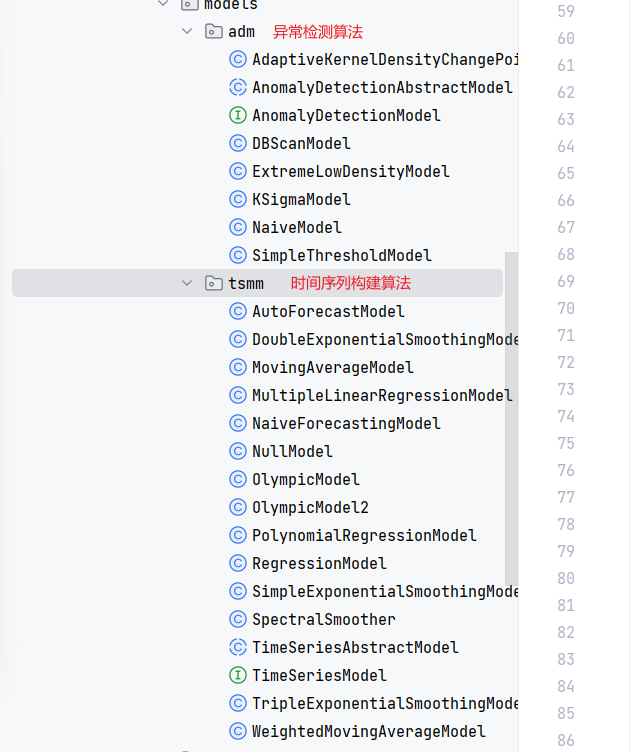 models
adm 异常检测算法
AdaptiveKernelDensityChangePoi
AnomalyDetectionAbstractModel
I AnomalyDetectionModel
C DBScanModel
C ExtremeLowDensityModel
C KSigmaModel
C NaiveModel
C SimpleThresholdModel
tsmm 时间序列构建算法
C AutoForecastModel
C DoubleExponentialSmoothingMode
C MovingAverageModel
C MultipleLinearRegressionModel
C NaiveForecastingModel
C NullModel
C OlympicModel
C OlympicModel2
C PolynomialRegressionModel
C RegressionModel
C SimpleExponentialSmoothingMode
C SpectralSmoother
C TimeSeriesAbstractModel
I TimeSeriesModel
C TripleExponentialSmoothingMode
C WeightedMovingAverageModel
59
60
61
62
63
64
65
66
67
68
69
70
71
72
73
74
75
76
77
78
79
80
81
82
83
84
85
86